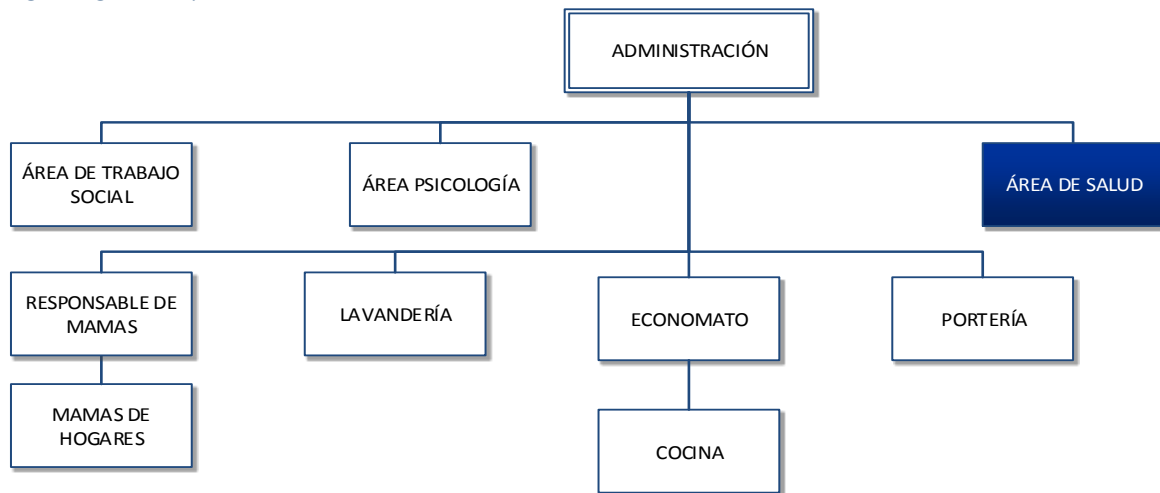 ADMINISTRACIÓN
ÁREA DE TRABAJO
SOCIAL
ÁREA PSICOLOGÍA
ÁREA DE SALUD
RESPONSABLE DE
MAMAS
LAVANDERÍA
ECONOMATO
PORTERÍA
MAMAS DE
HOGARES
COCINA